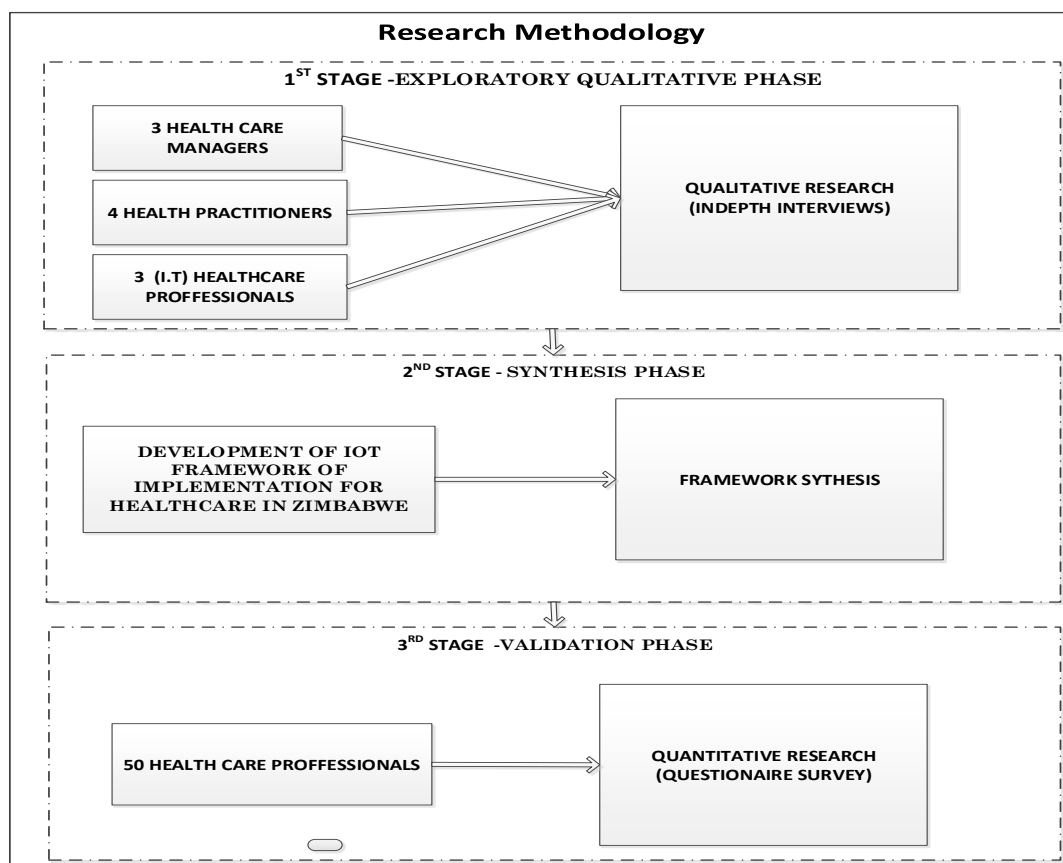 Research Methodology
1ST STAGE -EXPLORATORY QUALITATIVE PHASE
3 HEALTH CARE
MANAGERS
4 HEALTH PRACTITIONERS
3 (I.T) HEALTHCARE
PROFFESSIONALS
QUALITATIVE RESEARCH
(INDEPTH INTERVIEWS)
2ND STAGE - SYNTHESIS PHASE
DEVELOPMENT OF IOT
FRAMEWORK OF
IMPLEMENTATION FOR
HEALTHCARE IN ZIMBABWE
FRAMEWORK SYTHESIS
3RD STAGE -VALIDATION PHASE
50 HEALTH CARE PROFFESSIONALS
QUANTITATIVE RESEARCH
(QUESTIONAIRE SURVEY)